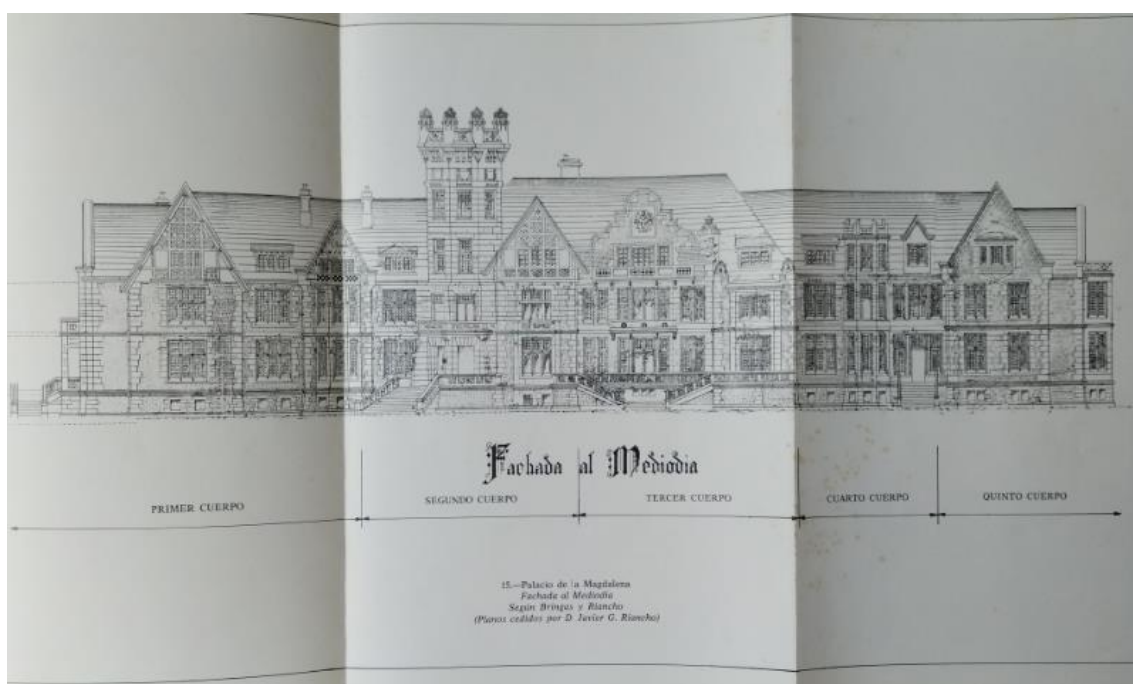 Fachada al Mediodia
PRIMER CUERPO
SEGUNDO CUERPO
TERCER CUERPO
CUARTO CUERPO
QUINTO CUERPO
15.—Palacio de la Magdalena
Fachada al Mediodia
Según Bringas y Riancho
(Planos cedidos por D. Javier G. Riancho)